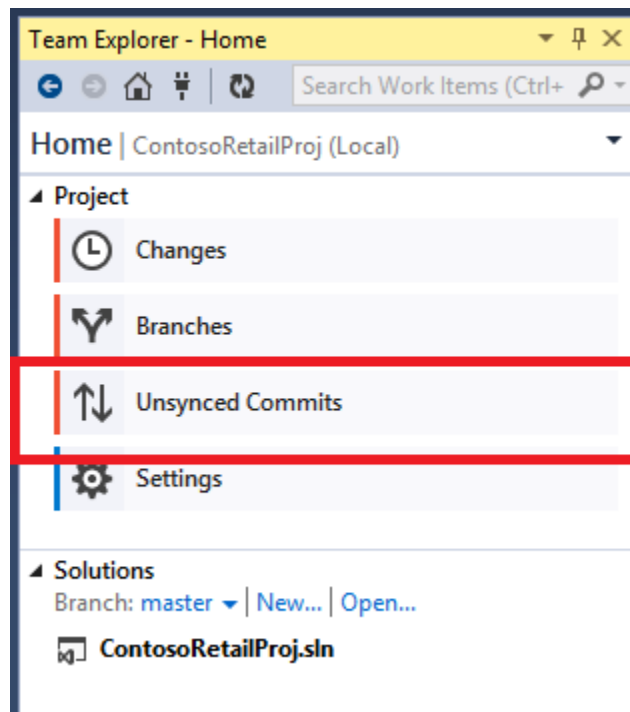 Team Explorer - Home
Search Work Items (Ctrl+
Home | ContosoRetailProj (Local)
Project
Changes
Branches
Unsynced Commits
Settings
Solutions
Branch: master | New... | Open...
ContosoRetailProj.sln